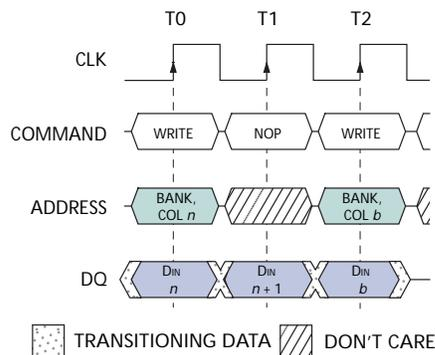 T0 T1 T2
CLK
COMMAND WRITE NOP WRITE
ADDRESS BANK, COL n BANK, COL b
DQ DIN n DIN n + 1 DIN b
TRANSITIONING DATA DON'T CARE